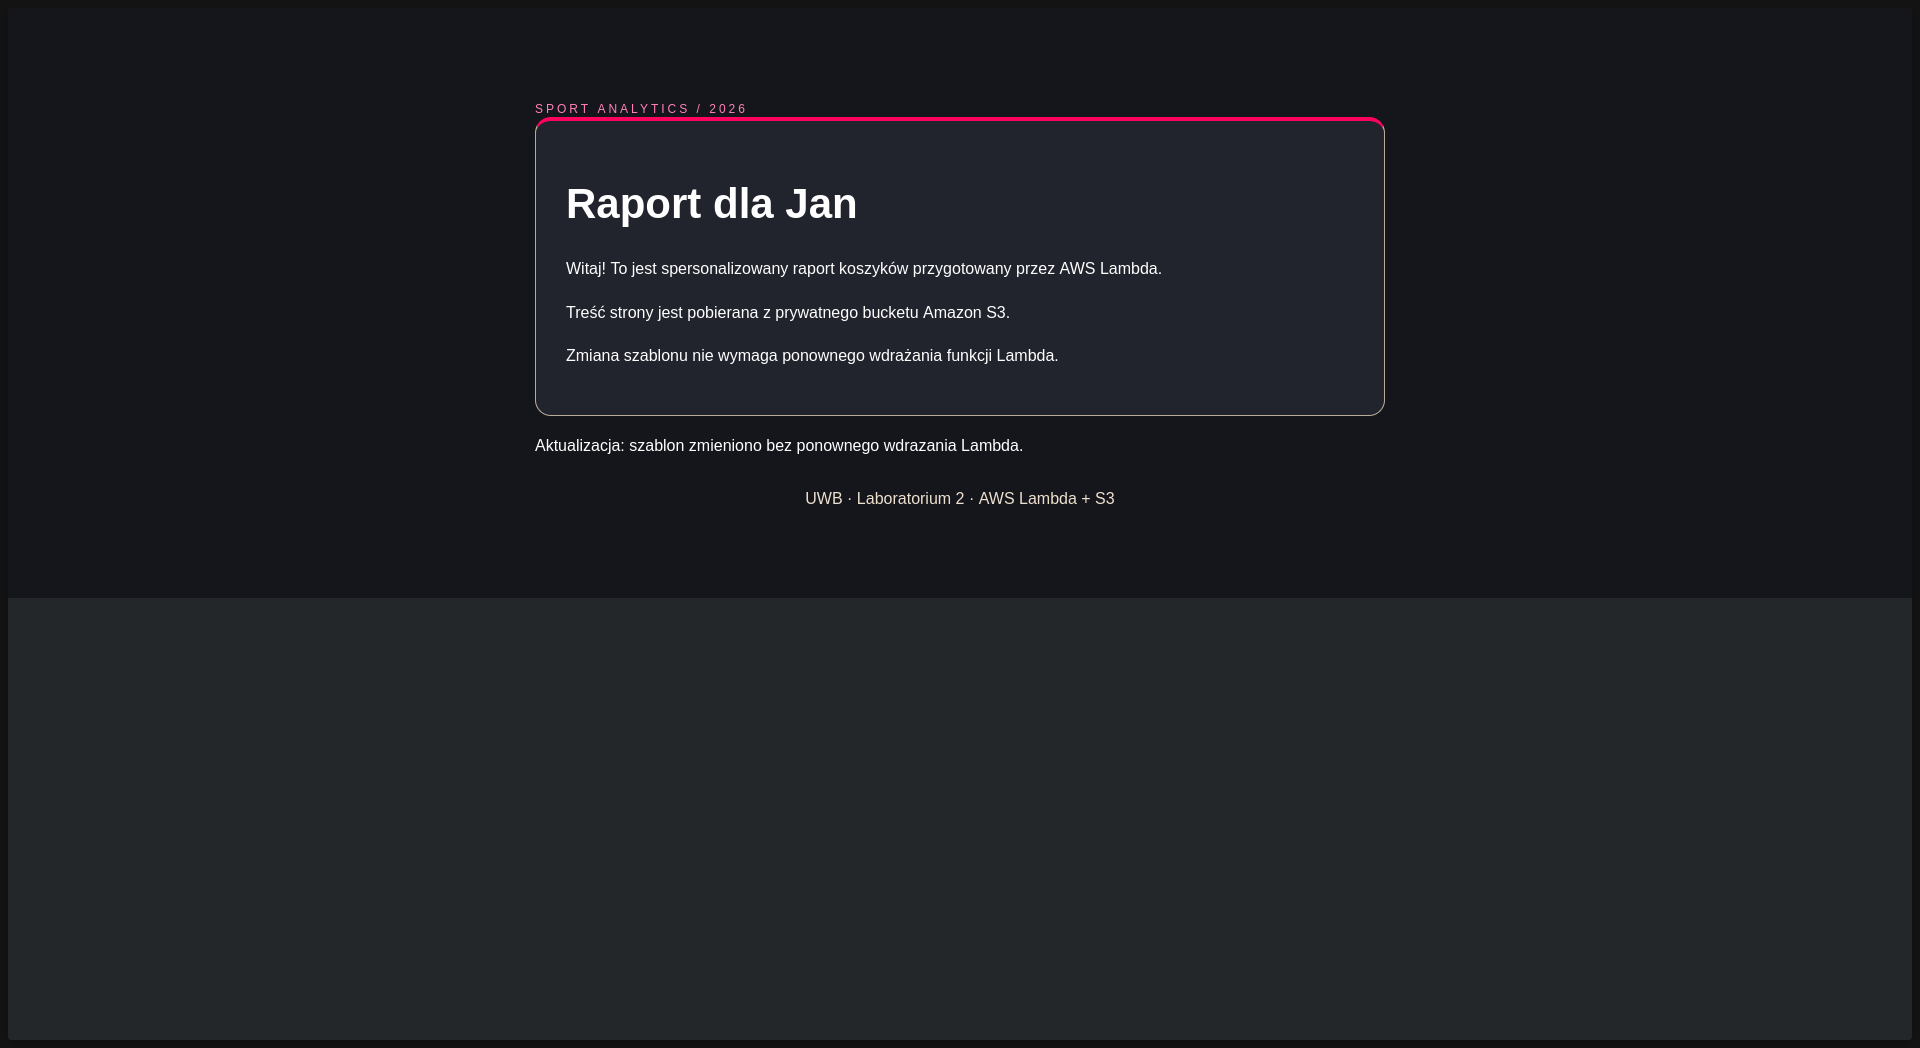 SPORT ANALYTICS / 2026
Raport dla Jan
Witaj! To jest spersonalizowany raport koszyków przygotowany przez AWS Lambda.
Treść strony jest pobierana z prywatnego bucketu Amazon S3.
Zmiana szablonu nie wymaga ponownego wdrażania funkcji Lambda.
Aktualizacja: szablon zmieniono bez ponownego wdrazania Lambda.
UWB · Laboratorium 2 · AWS Lambda + S3